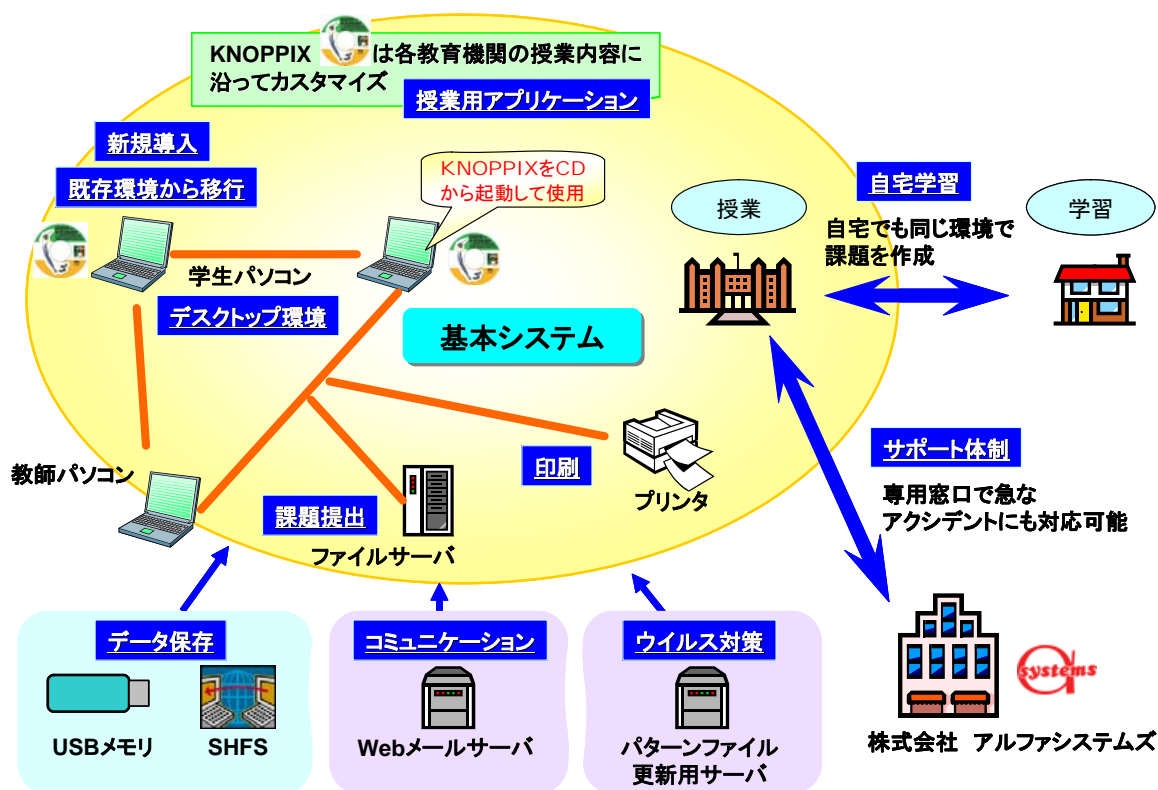 KNOPPIX は各教育機関の授業内容に
沿ってカスタマイズ
授業用アプリケーション
新規導入
既存環境から移行
KNOPPIXをCD
から起動して使用
学生パソコン
デスクトップ環境
基本システム
授業
自宅学習
自宅でも同じ環境で
課題を作成
学習
教師パソコン
課題提出
ファイルサーバ
印刷
プリンタ
サポート体制
専用窓口で急な
アクシデントにも対応可能
データ保存
USBメモリ
SHFS
コミュニケーション
Webメールサーバ
ウイルス対策
パターンファイル
更新用サーバ
systems
株式会社 アルファシステムズ